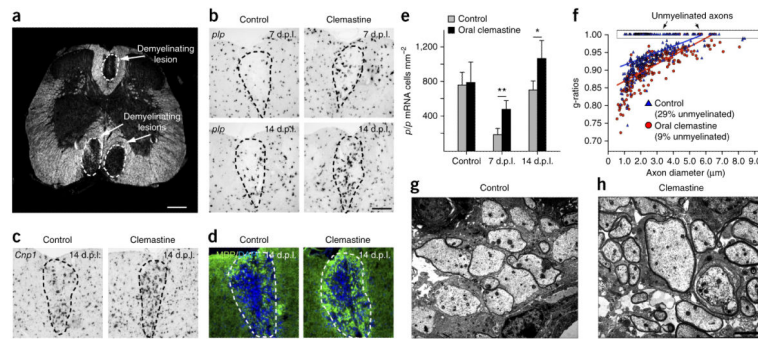 a
Demyelinating
lesion
Demyelinating
lesions
b
Control
Clemastine
plp
7 d.p.l.
7 d.p.l.
plp
14 d.p.l.
14 d.p.l.
c
Control
Clemastine
Cnp1
14 d.p.l.
14 d.p.l.
d
Control
Clemastine
14 d.p.l.
14 d.p.l.
e
Control
Oral clemastine
plp mRNA cells mm−2
1,200
800
400
*
**
Control
7 d.p.l.
14 d.p.l.
f
Unmyelinated axons
g-ratios
1.00
0.95
0.90
0.85
0.80
0.75
0.70
Control
(29% unmyelinated)
Oral clemastine
(9% unmyelinated)
0
1.0
2.0
3.0
4.0
5.0
6.0
7.0
8.0
9.0
Axon diameter (μm)
g
Control
h
Clemastine